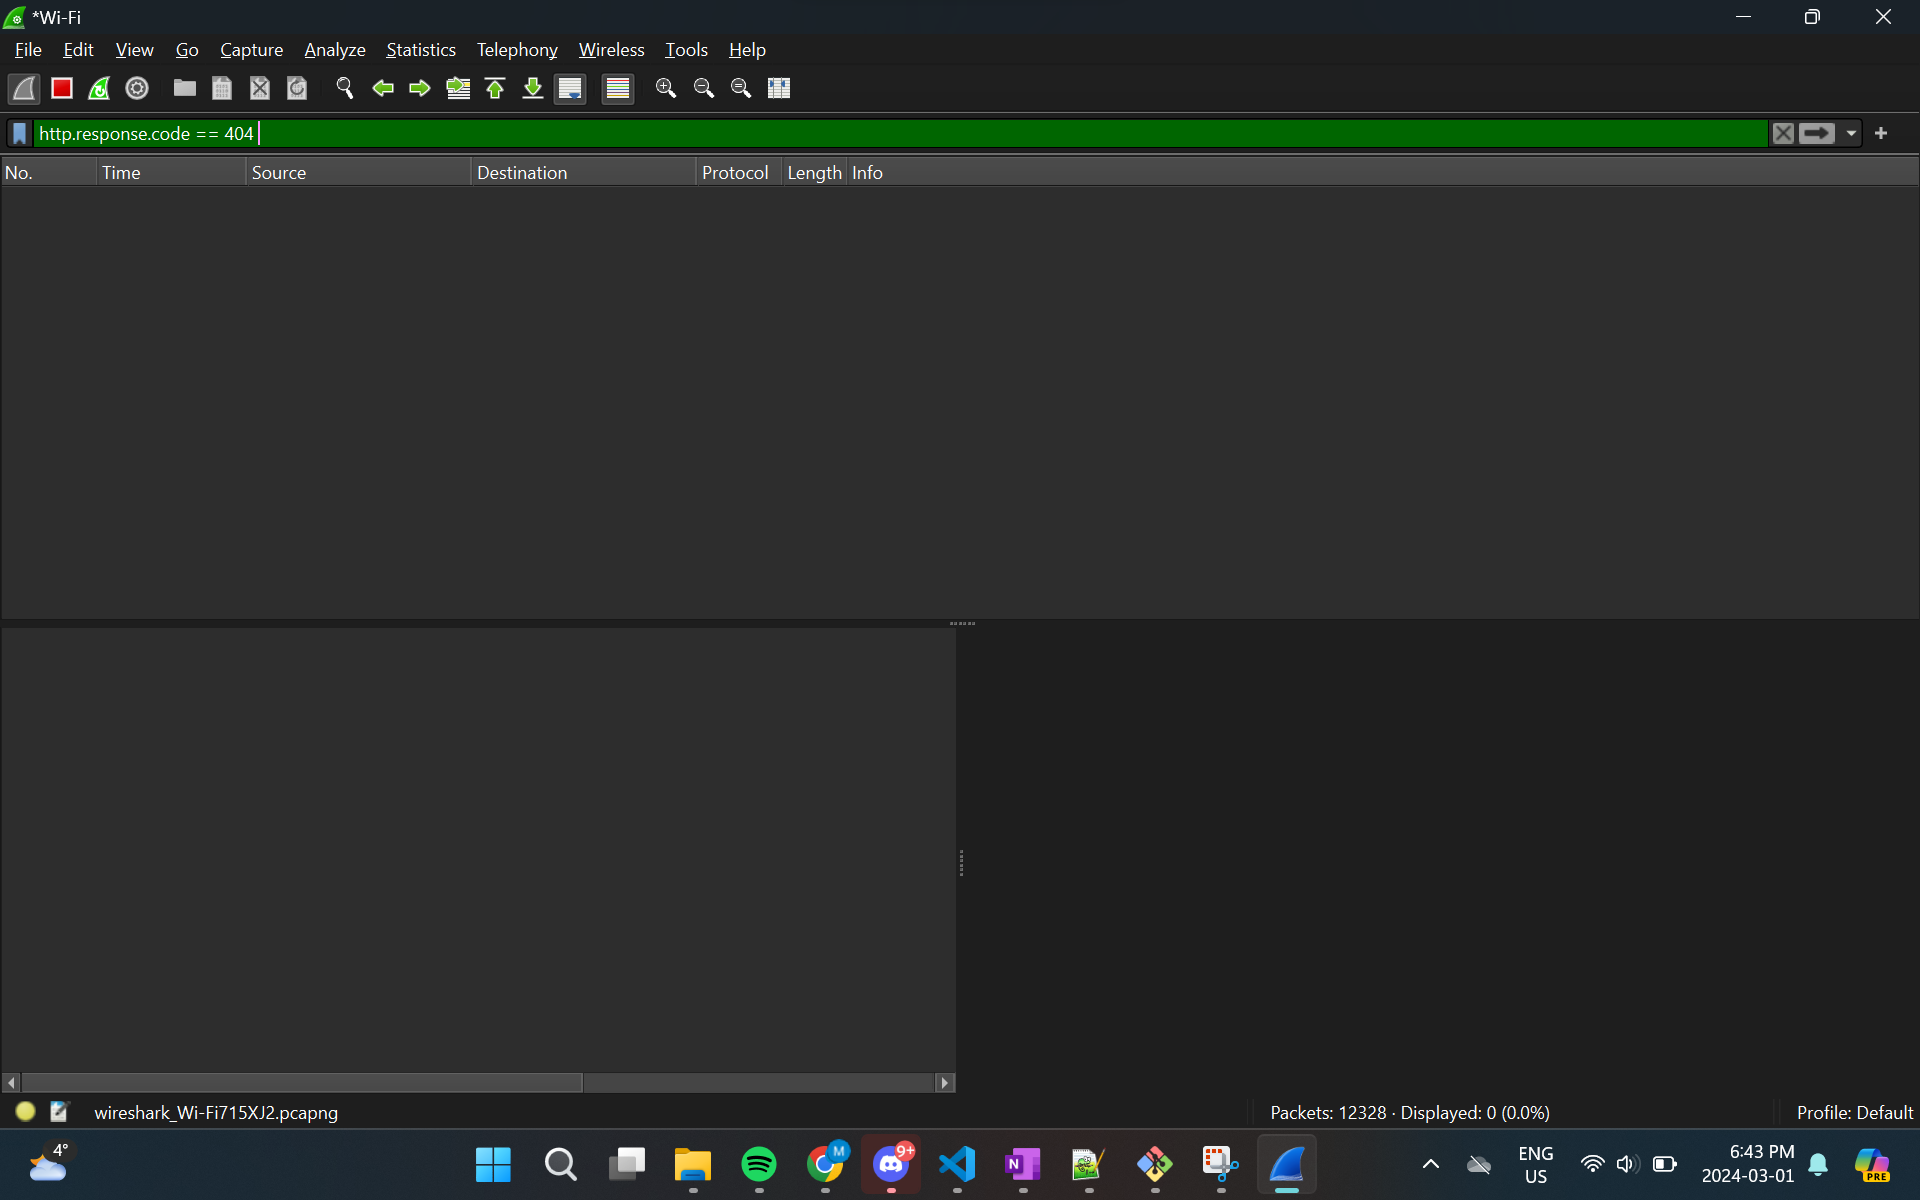 *Wi-Fi
File Edit View Go Capture Analyze Statistics Telephony Wireless Tools Help
http.response.code == 404
No. Time Source Destination Protocol Length Info
wireshark_Wi-Fi715XJ2.pcapng Packets: 12328 · Displayed: 0 (0.0%) Profile: Default
4°
M
9+
N
ENG
US
6:43 PM
2024-03-01
PRE